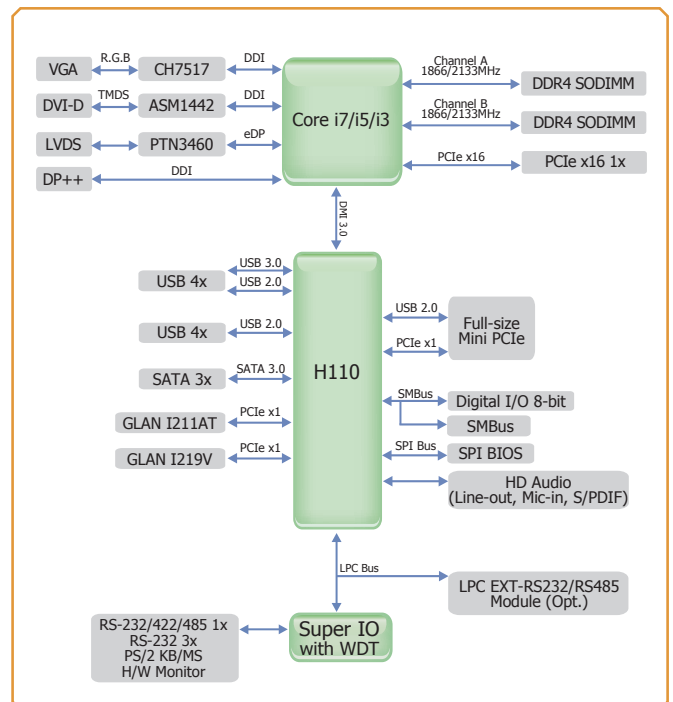 VGA
R.G.B
CH7517
DDI
DVI-D
TMDS
ASM1442
DDI
LVDS
PTN3460
eDP
DP++
DDI
Core i7/i5/i3
Channel A
1866/2133MHz
DDR4 SODIMM
Channel B
1866/2133MHz
DDR4 SODIMM
PCIe x16
PCIe x16 1x
DMI 3.0
USB 4x
USB 3.0
USB 2.0
USB 4x
USB 2.0
SATA 3x
SATA 3.0
GLAN I211AT
PCIe x1
GLAN I219V
PCIe x1
H110
USB 2.0
PCIe x1
Full-size
Mini PCIe
SMBus
Digital I/O 8-bit
SMBus
SPI Bus
SPI BIOS
HD Audio
(Line-out, Mic-in, S/PDIF)
LPC Bus
LPC EXT-RS232/RS485
Module (Opt.)
RS-232/422/485 1x
RS-232 3x
PS/2 KB/MS
H/W Monitor
Super IO
with WDT